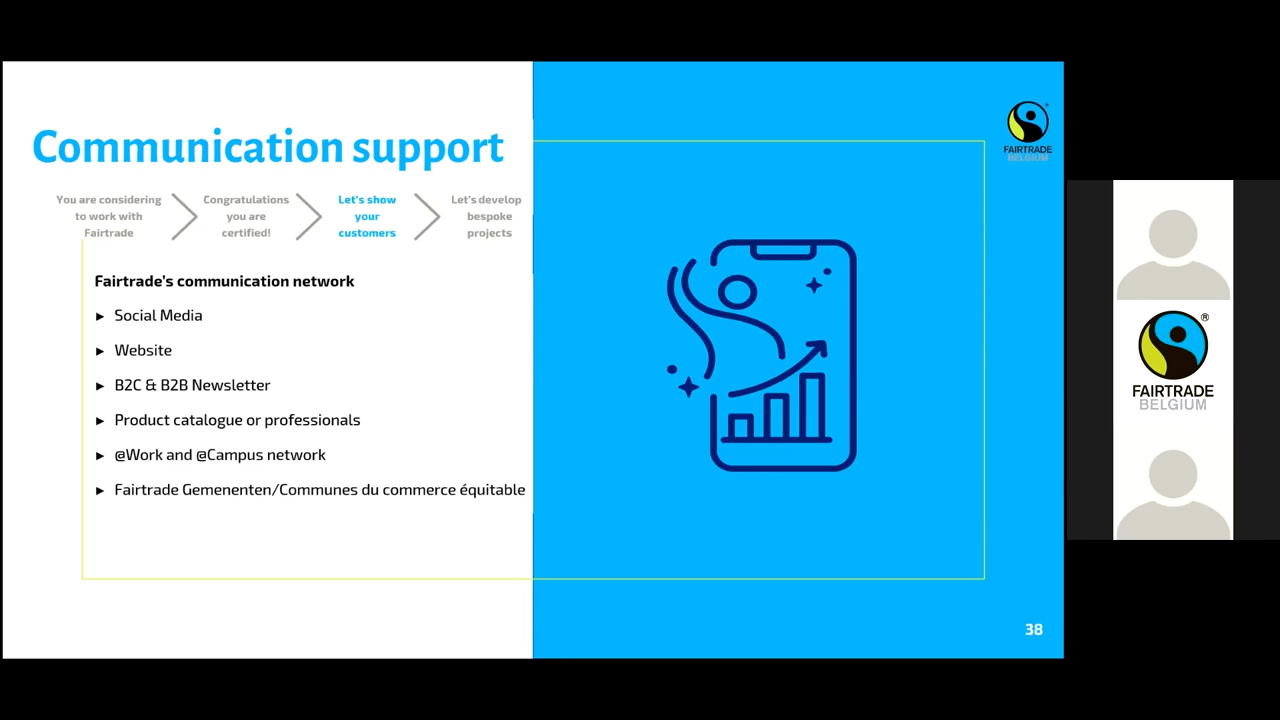 Communication support
You are considering
to work with
Fairtrade
Congratulations
you are
certified!
Let's show
your
customers
Let's develop
bespoke
projects
Fairtrade's communication network
► Social Media
► Website
► B2C & B2B Newsletter
► Product catalogue or professionals
► @Work and @Campus network
► Fairtrade Gemenenten/Communes du commerce équitable
FAIRTRADE
BELGIUM
38
®
FAIRTRADE
BELGIUM